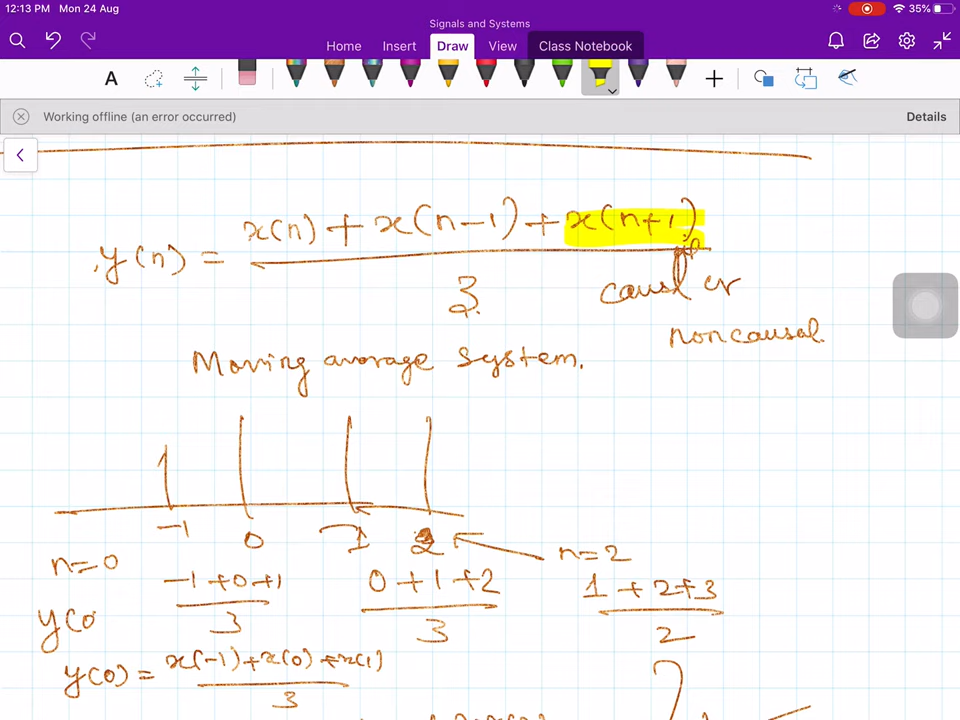 12:13 PM Mon 24 Aug 35%
Signals and Systems
Home Insert Draw View Class Notebook
A
Working offline (an error occurred) Details
y(n) = x(n) + x(n-1) + x(n+1)
3
causl or
noncausal.
Moving average system.
-1 0 1 2
n=2
n=0 -1+0+1 0+1+2 1+2+3
3 3 2
y(0
y(0) = x(-1)+x(0)+x(1)
3